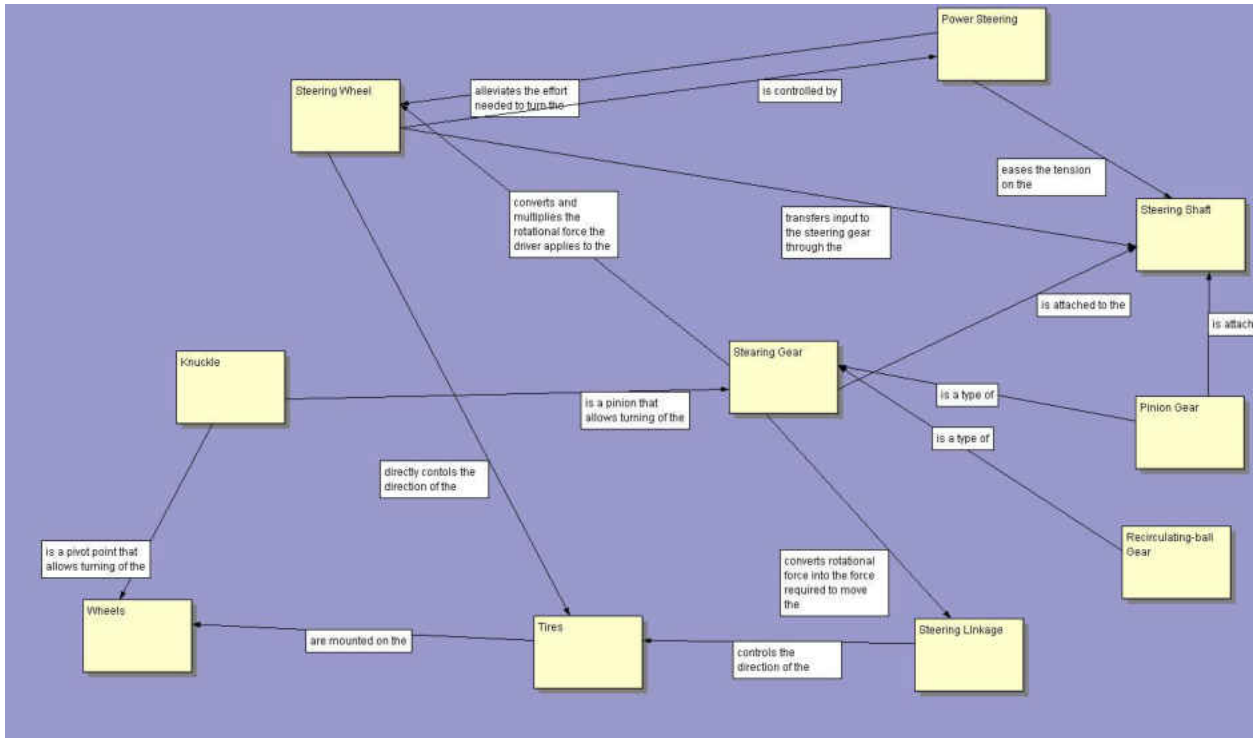 Power Steering
Steering Wheel
alleviates the effort
needed to turn the
is controlled by
eases the tension
on the
converts and
multiplies the
rotational force the
driver applies to the
transfers input to
the steering gear
through the
Steering Shaft
is attached to the
is attach
Knuckle
Stearing Gear
is a pinion that
allows turning of the
is a type of
Pinion Gear
is a type of
directly contols the
direction of the
Recirculating-ball
Gear
is a pivot point that
allows turning of the
converts rotational
force into the force
required to move
the
Wheels
Tires
Steering Linkage
are mounted on the
controls the
direction of the